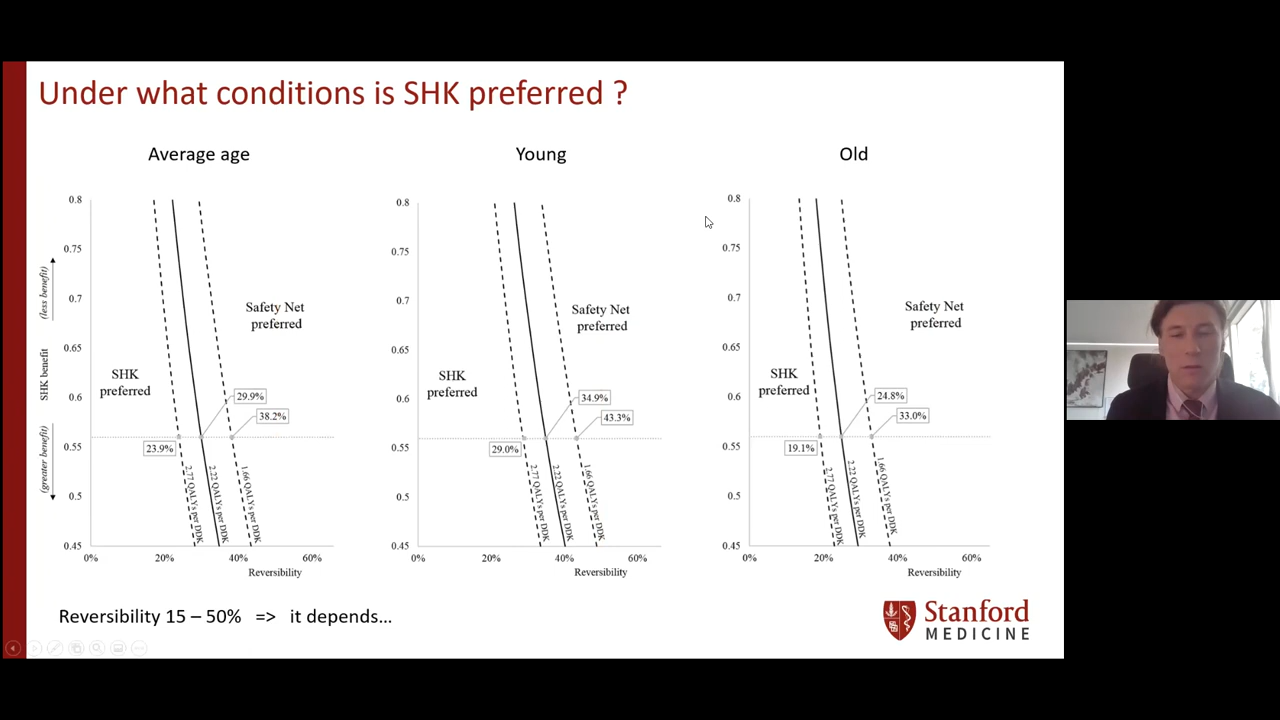 Under what conditions is SHK preferred ?
Average age
0.8
0.75
0.7
0.65
0.6
0.55
0.5
0.45
(less benefit)
SHK benefit
(greater benefit)
SHK
preferred
Safety Net
preferred
29.9%
38.2%
23.9%
2.77 QALYs per DDK
2.22 QALYs per DDK
1.66 QALYs per DDK
0%
20%
40%
60%
Reversibility
Young
0.8
0.75
0.7
0.65
0.6
0.55
0.5
0.45
SHK
preferred
Safety Net
preferred
34.9%
43.3%
29.0%
2.77 QALYs per DDK
2.22 QALYs per DDK
1.66 QALYs per DDK
0%
20%
40%
60%
Reversibility
Old
0.8
0.75
0.7
0.65
0.6
0.55
0.5
0.45
SHK
preferred
Safety Net
preferred
24.8%
33.0%
19.1%
2.77 QALYs per DDK
2.22 QALYs per DDK
1.66 QALYs per DDK
0%
20%
40%
60%
Reversibility
Reversibility 15 – 50% => it depends...
Stanford
MEDICINE